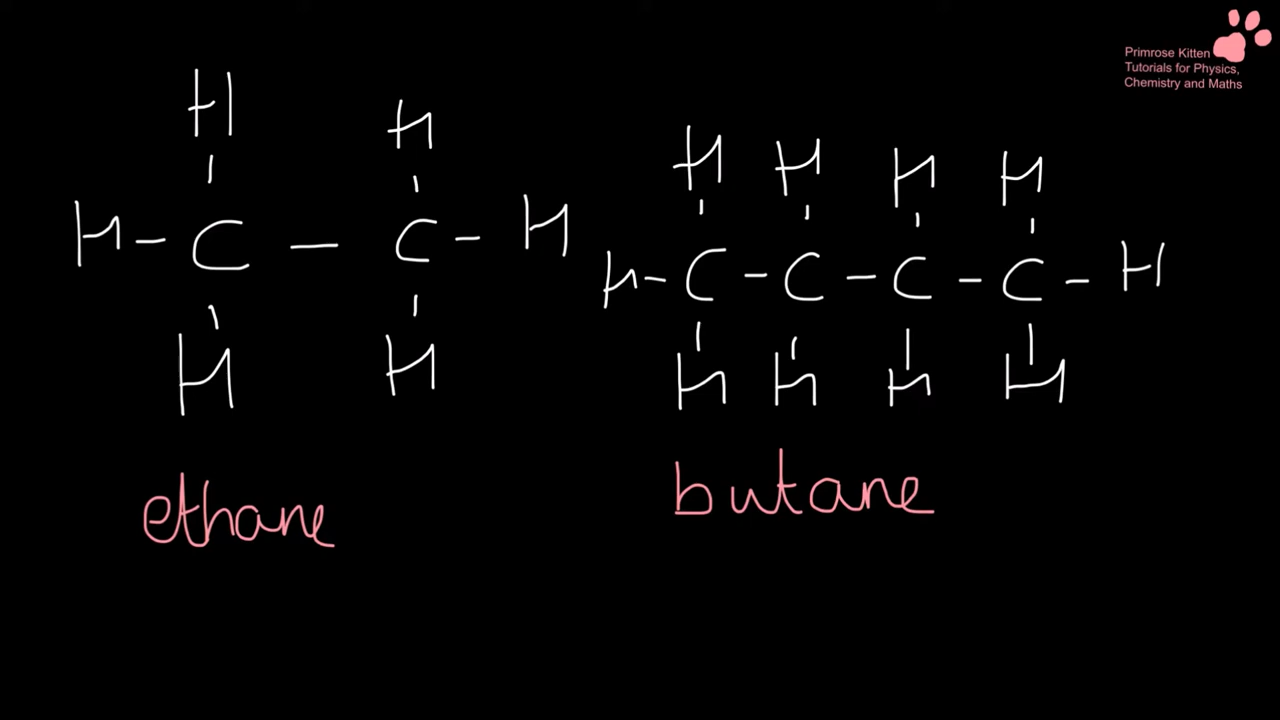 Primrose Kitten
Tutorials for Physics,
Chemistry and Maths
H H
H - C - C - H
H H
ethane
H H H H
H - C - C - C - C - H
H H H H
butane